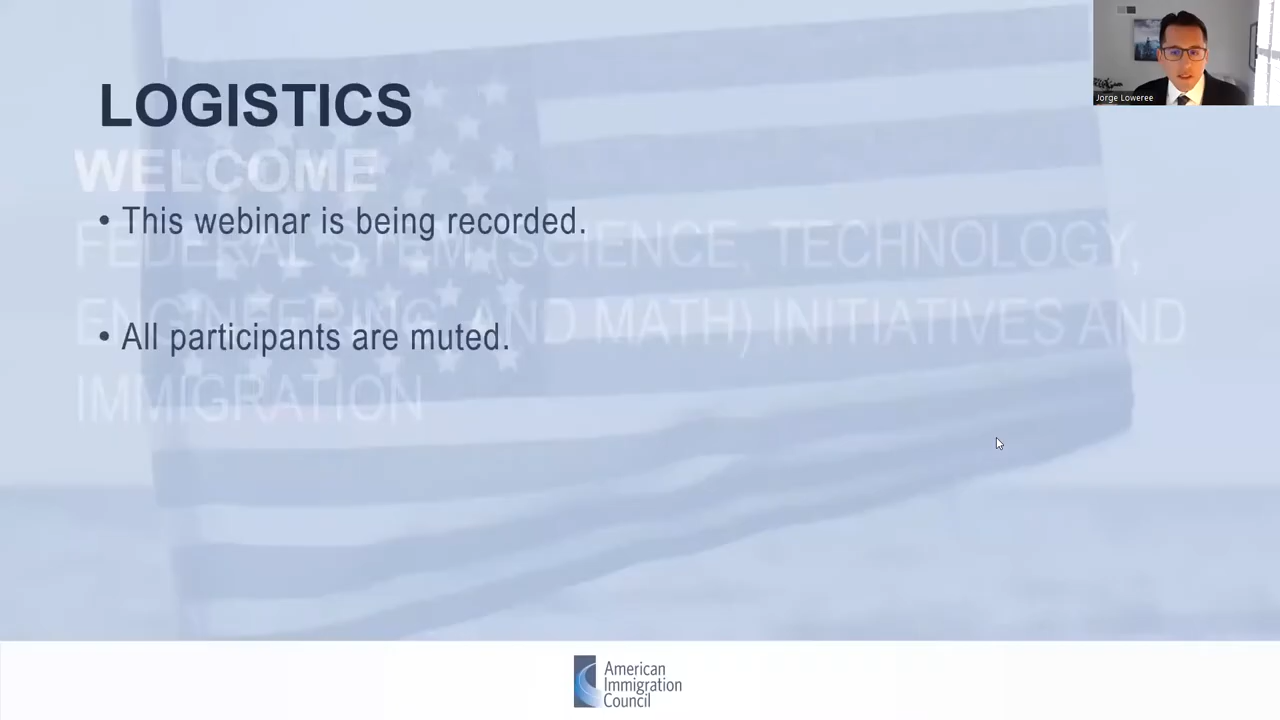 Jorge Loweree
LOGISTICS
WELCOME
• This webinar is being recorded.
FEDERAL STEM (SCIENCE, TECHNOLOGY,
ENGINEERING, AND MATH) INITIATIVES AND
• All participants are muted.
IMMIGRATION
American
Immigration
Council